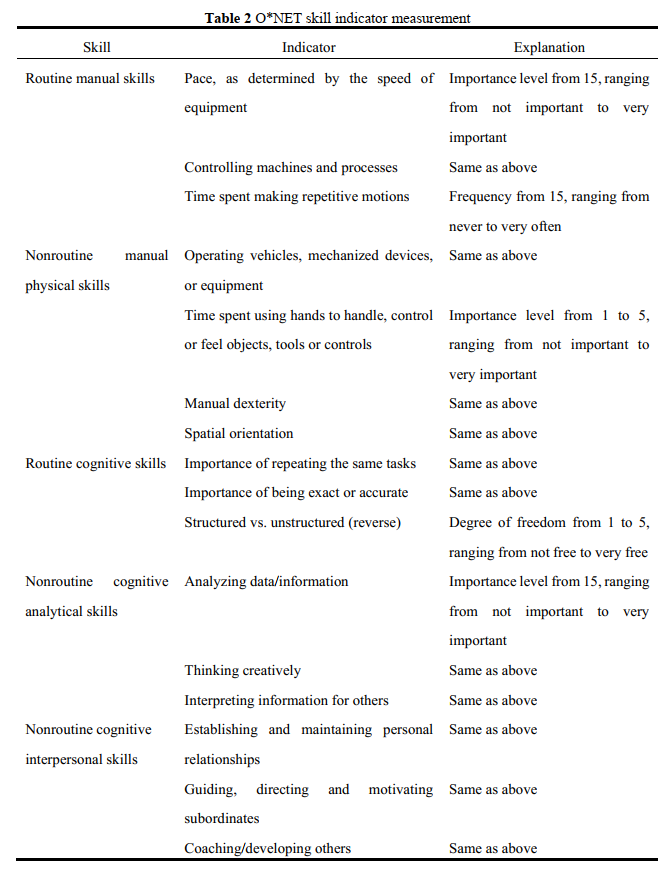 Table 2 O*NET skill indicator measurement
Skill Indicator Explanation
Routine manual skills Pace, as determined by the speed of Importance level from 15, ranging
equipment from not important to very
important
Controlling machines and processes Same as above
Time spent making repetitive motions Frequency from 15, ranging from
never to very often
Nonroutine manual Operating vehicles, mechanized devices, Same as above
physical skills or equipment
Time spent using hands to handle, control Importance level from 1 to 5,
or feel objects, tools or controls ranging from not important to
very important
Manual dexterity Same as above
Spatial orientation Same as above
Routine cognitive skills Importance of repeating the same tasks Same as above
Importance of being exact or accurate Same as above
Structured vs. unstructured (reverse) Degree of freedom from 1 to 5,
ranging from not free to very free
Nonroutine cognitive Analyzing data/information Importance level from 15, ranging
analytical skills from not important to very
important
Thinking creatively Same as above
Interpreting information for others Same as above
Nonroutine cognitive Establishing and maintaining personal Same as above
interpersonal skills relationships
Guiding, directing and motivating Same as above
subordinates
Coaching/developing others Same as above